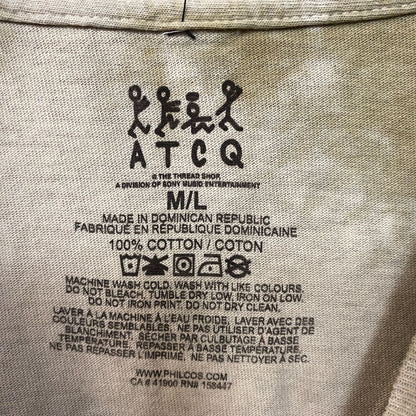 ATCQ
© THE THREAD SHOP.
A DIVISION OF SONY MUSIC ENTERTAINMENT
M/L
MADE IN DOMINICAN REPUBLIC
FABRIQUÉ EN RÉPUBLIQUE DOMINICAINE
100% COTTON / COTON
MACHINE WASH COLD. WASH WITH LIKE COLOURS.
DO NOT BLEACH. TUMBLE DRY LOW. IRON ON LOW.
DO NOT IRON PRINT. DO NOT DRY CLEAN.
LAVER À LA MACHINE À L'EAU FROIDE. LAVER AVEC DES
COULEURS SEMBLABLES. NE PAS UTILISER D'AGENT DE
BLANCHIMENT. SÉCHER PAR CULBUTAGE À BASSE
TEMPÉRATURE. REPASSER À BASSE TEMPÉRATURE.
NE PAS REPASSER L'IMPRIMÉ. NE PAS NETTOYER À SEC.
WWW.PHILCOS.COM
CA # 41900 RN# 158447